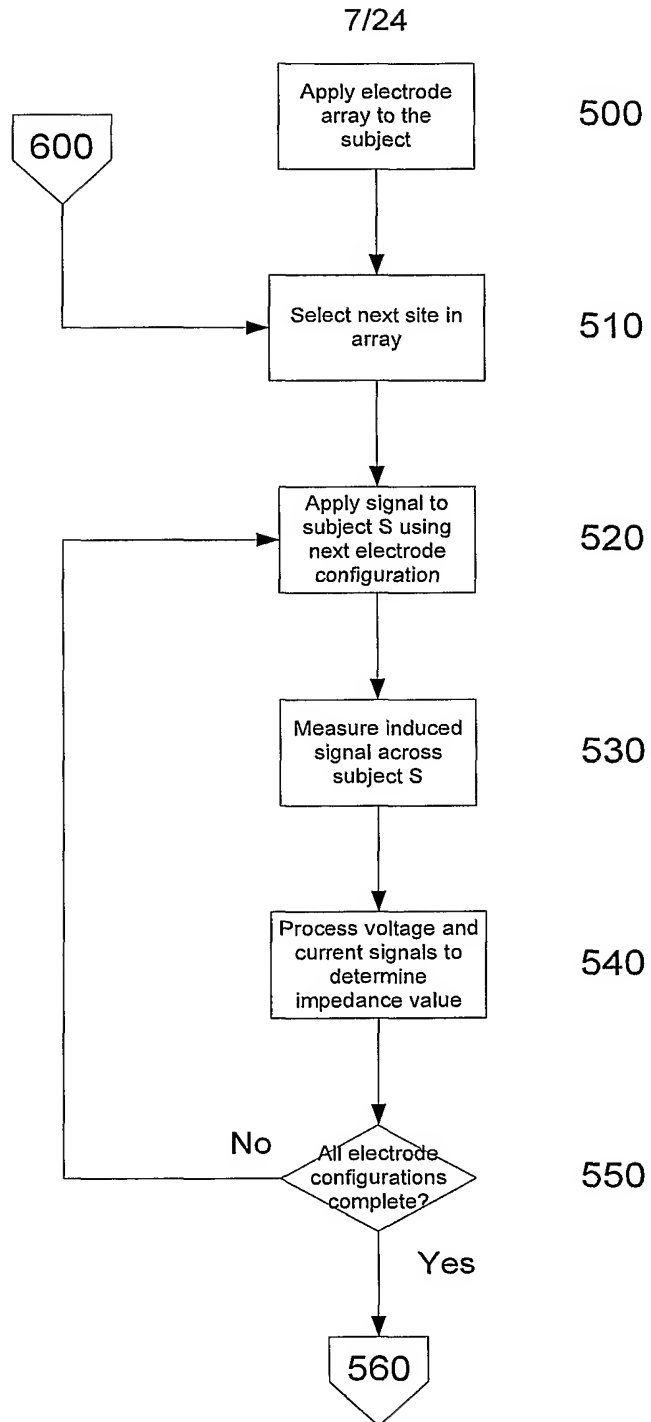 7/24
Apply electrode
array to the
subject
500
600
Select next site in
array
510
Apply signal to
subject S using
next electrode
configuration
520
Measure induced
signal across
subject S
530
Process voltage and
current signals to
determine
impedance value
540
No
All electrode
configurations
complete?
550
Yes
560